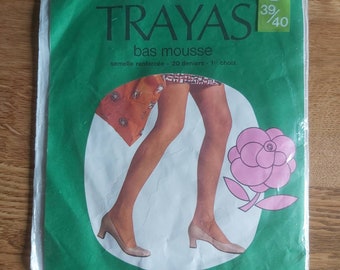 TRAYAS
39/40
bas mousse
semelle renforcée - 20 deniers - 1er choix